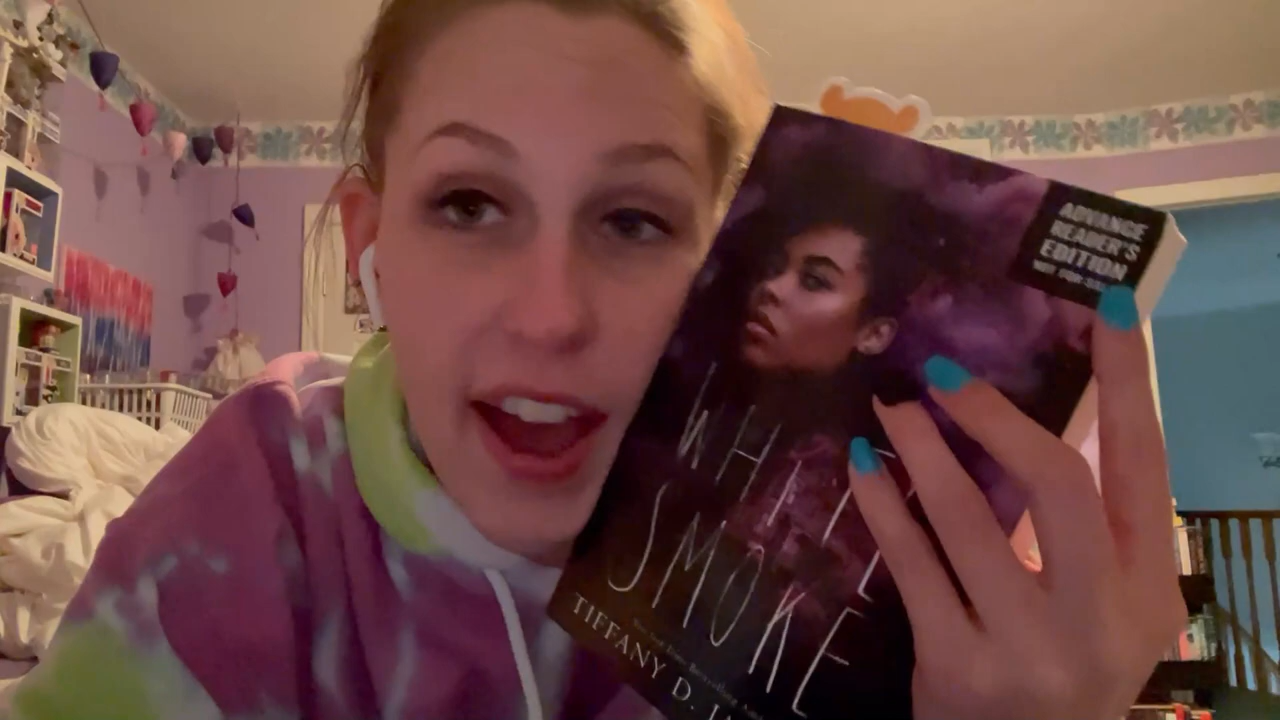 ADVANCE
READER'S
EDITION
WHITE
SMOKE
TIFFANY D.